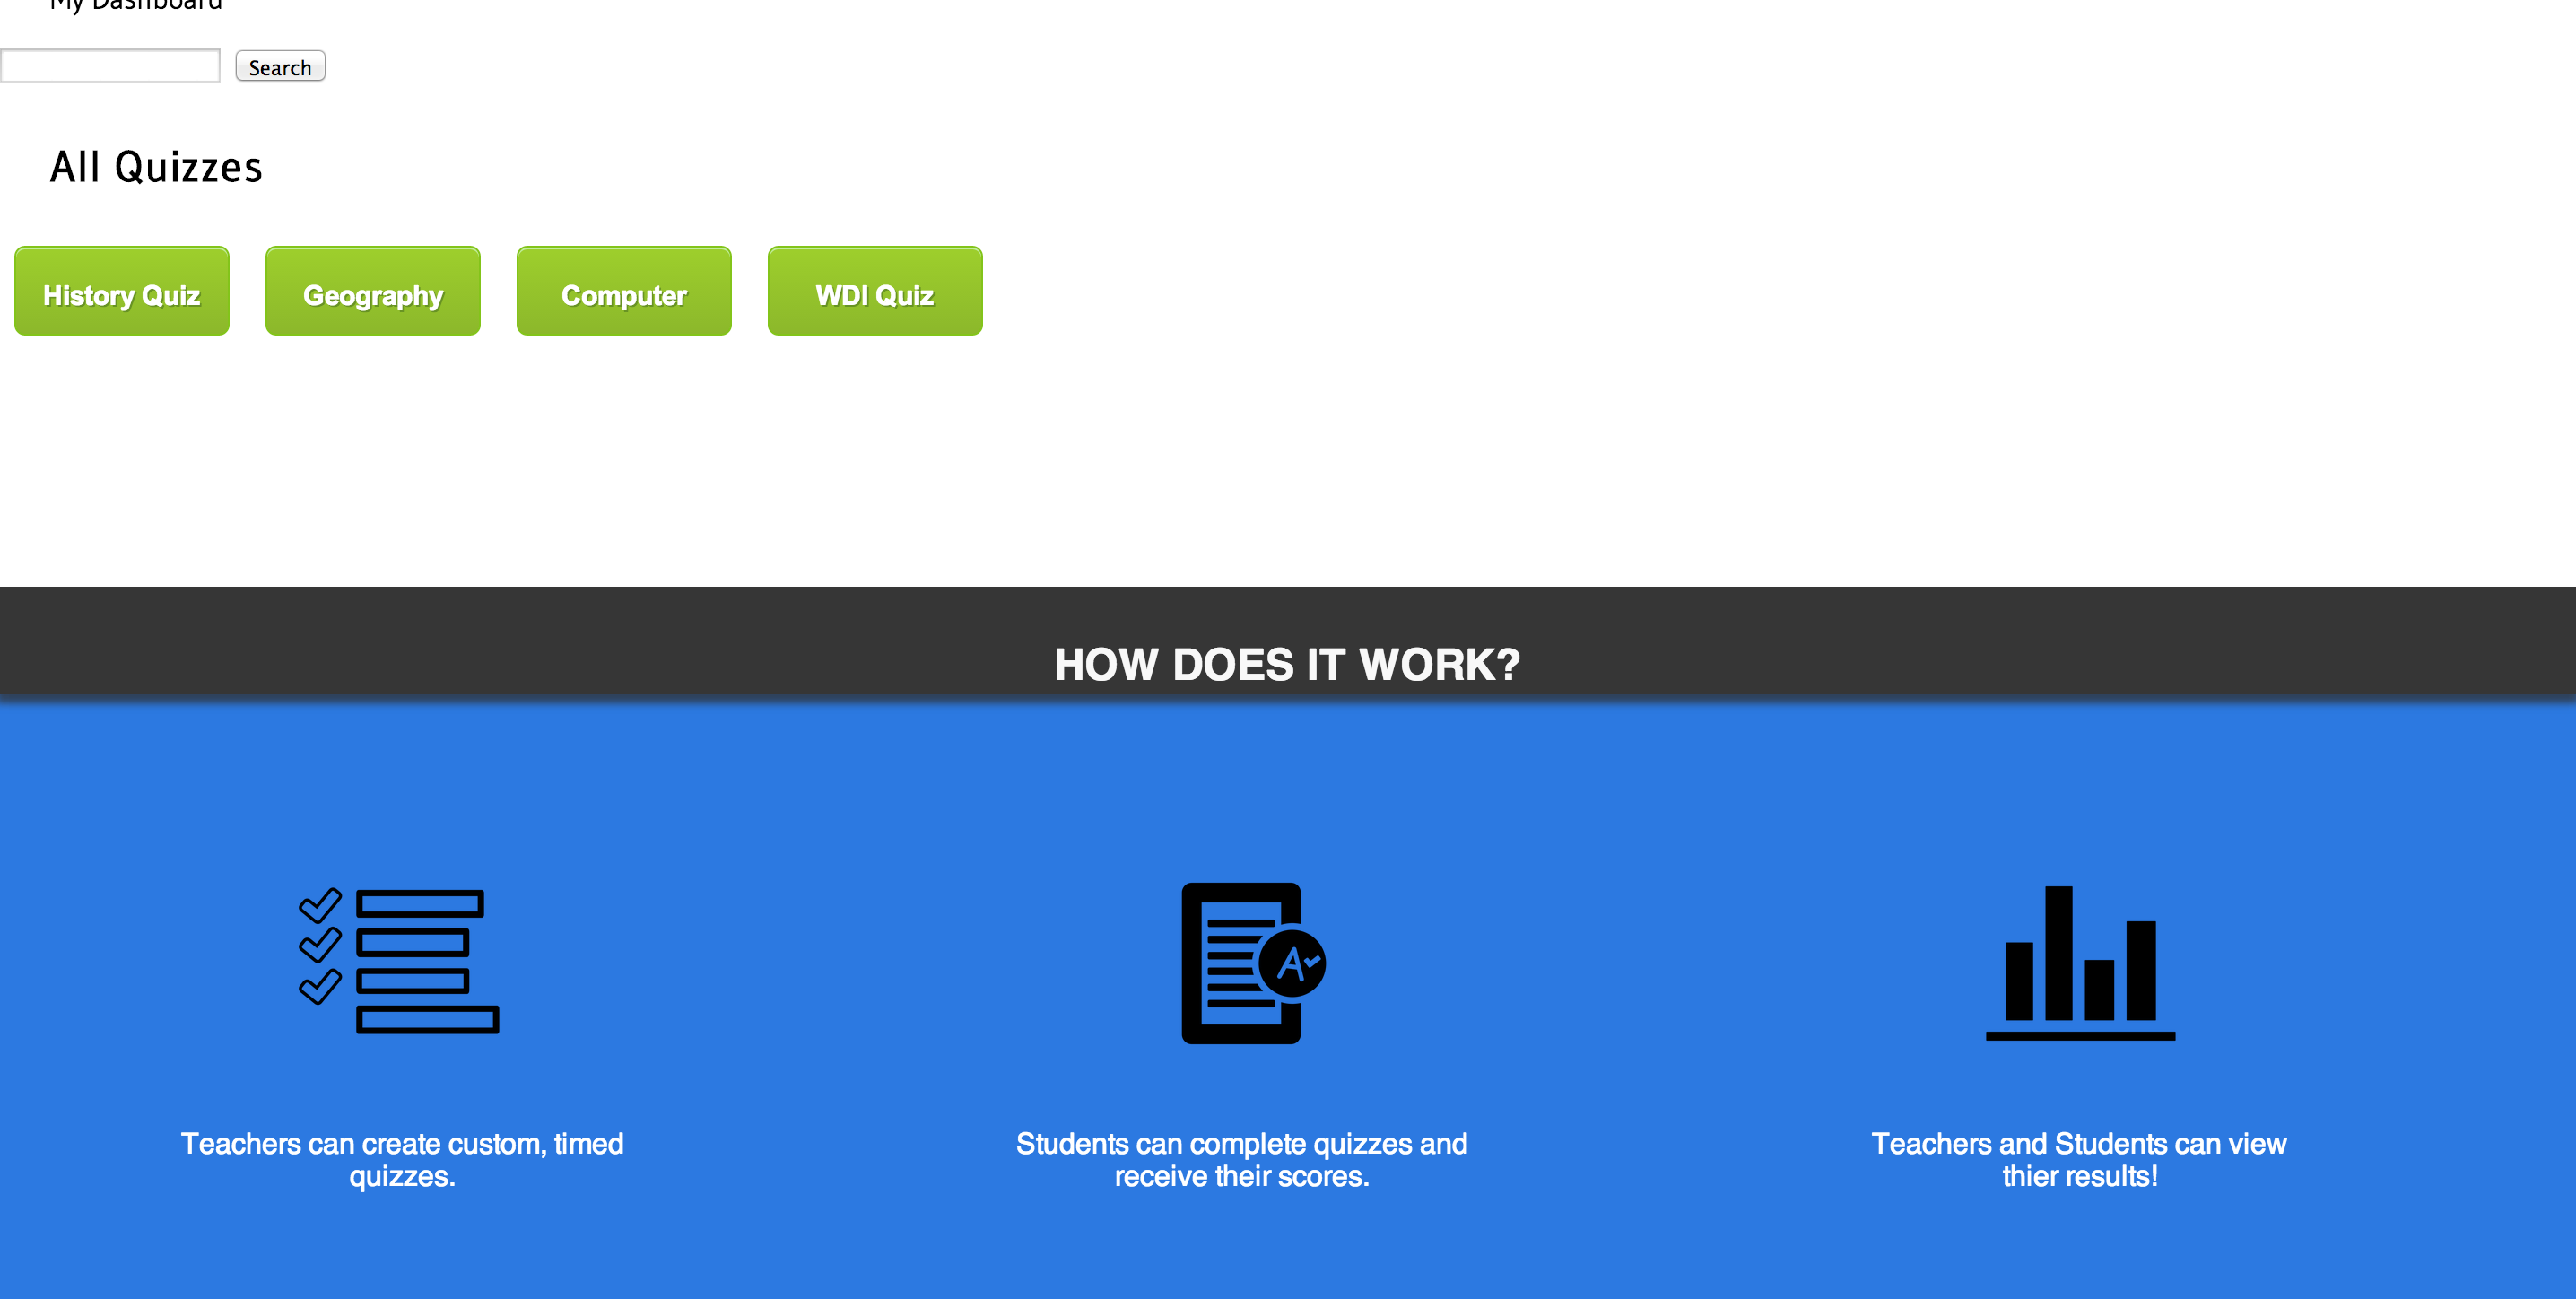 My Dashboard
Search
All Quizzes
History Quiz
Geography
Computer
WDI Quiz
HOW DOES IT WORK?
A
Teachers can create custom, timed
quizzes.
Students can complete quizzes and
receive their scores.
Teachers and Students can view
thier results!